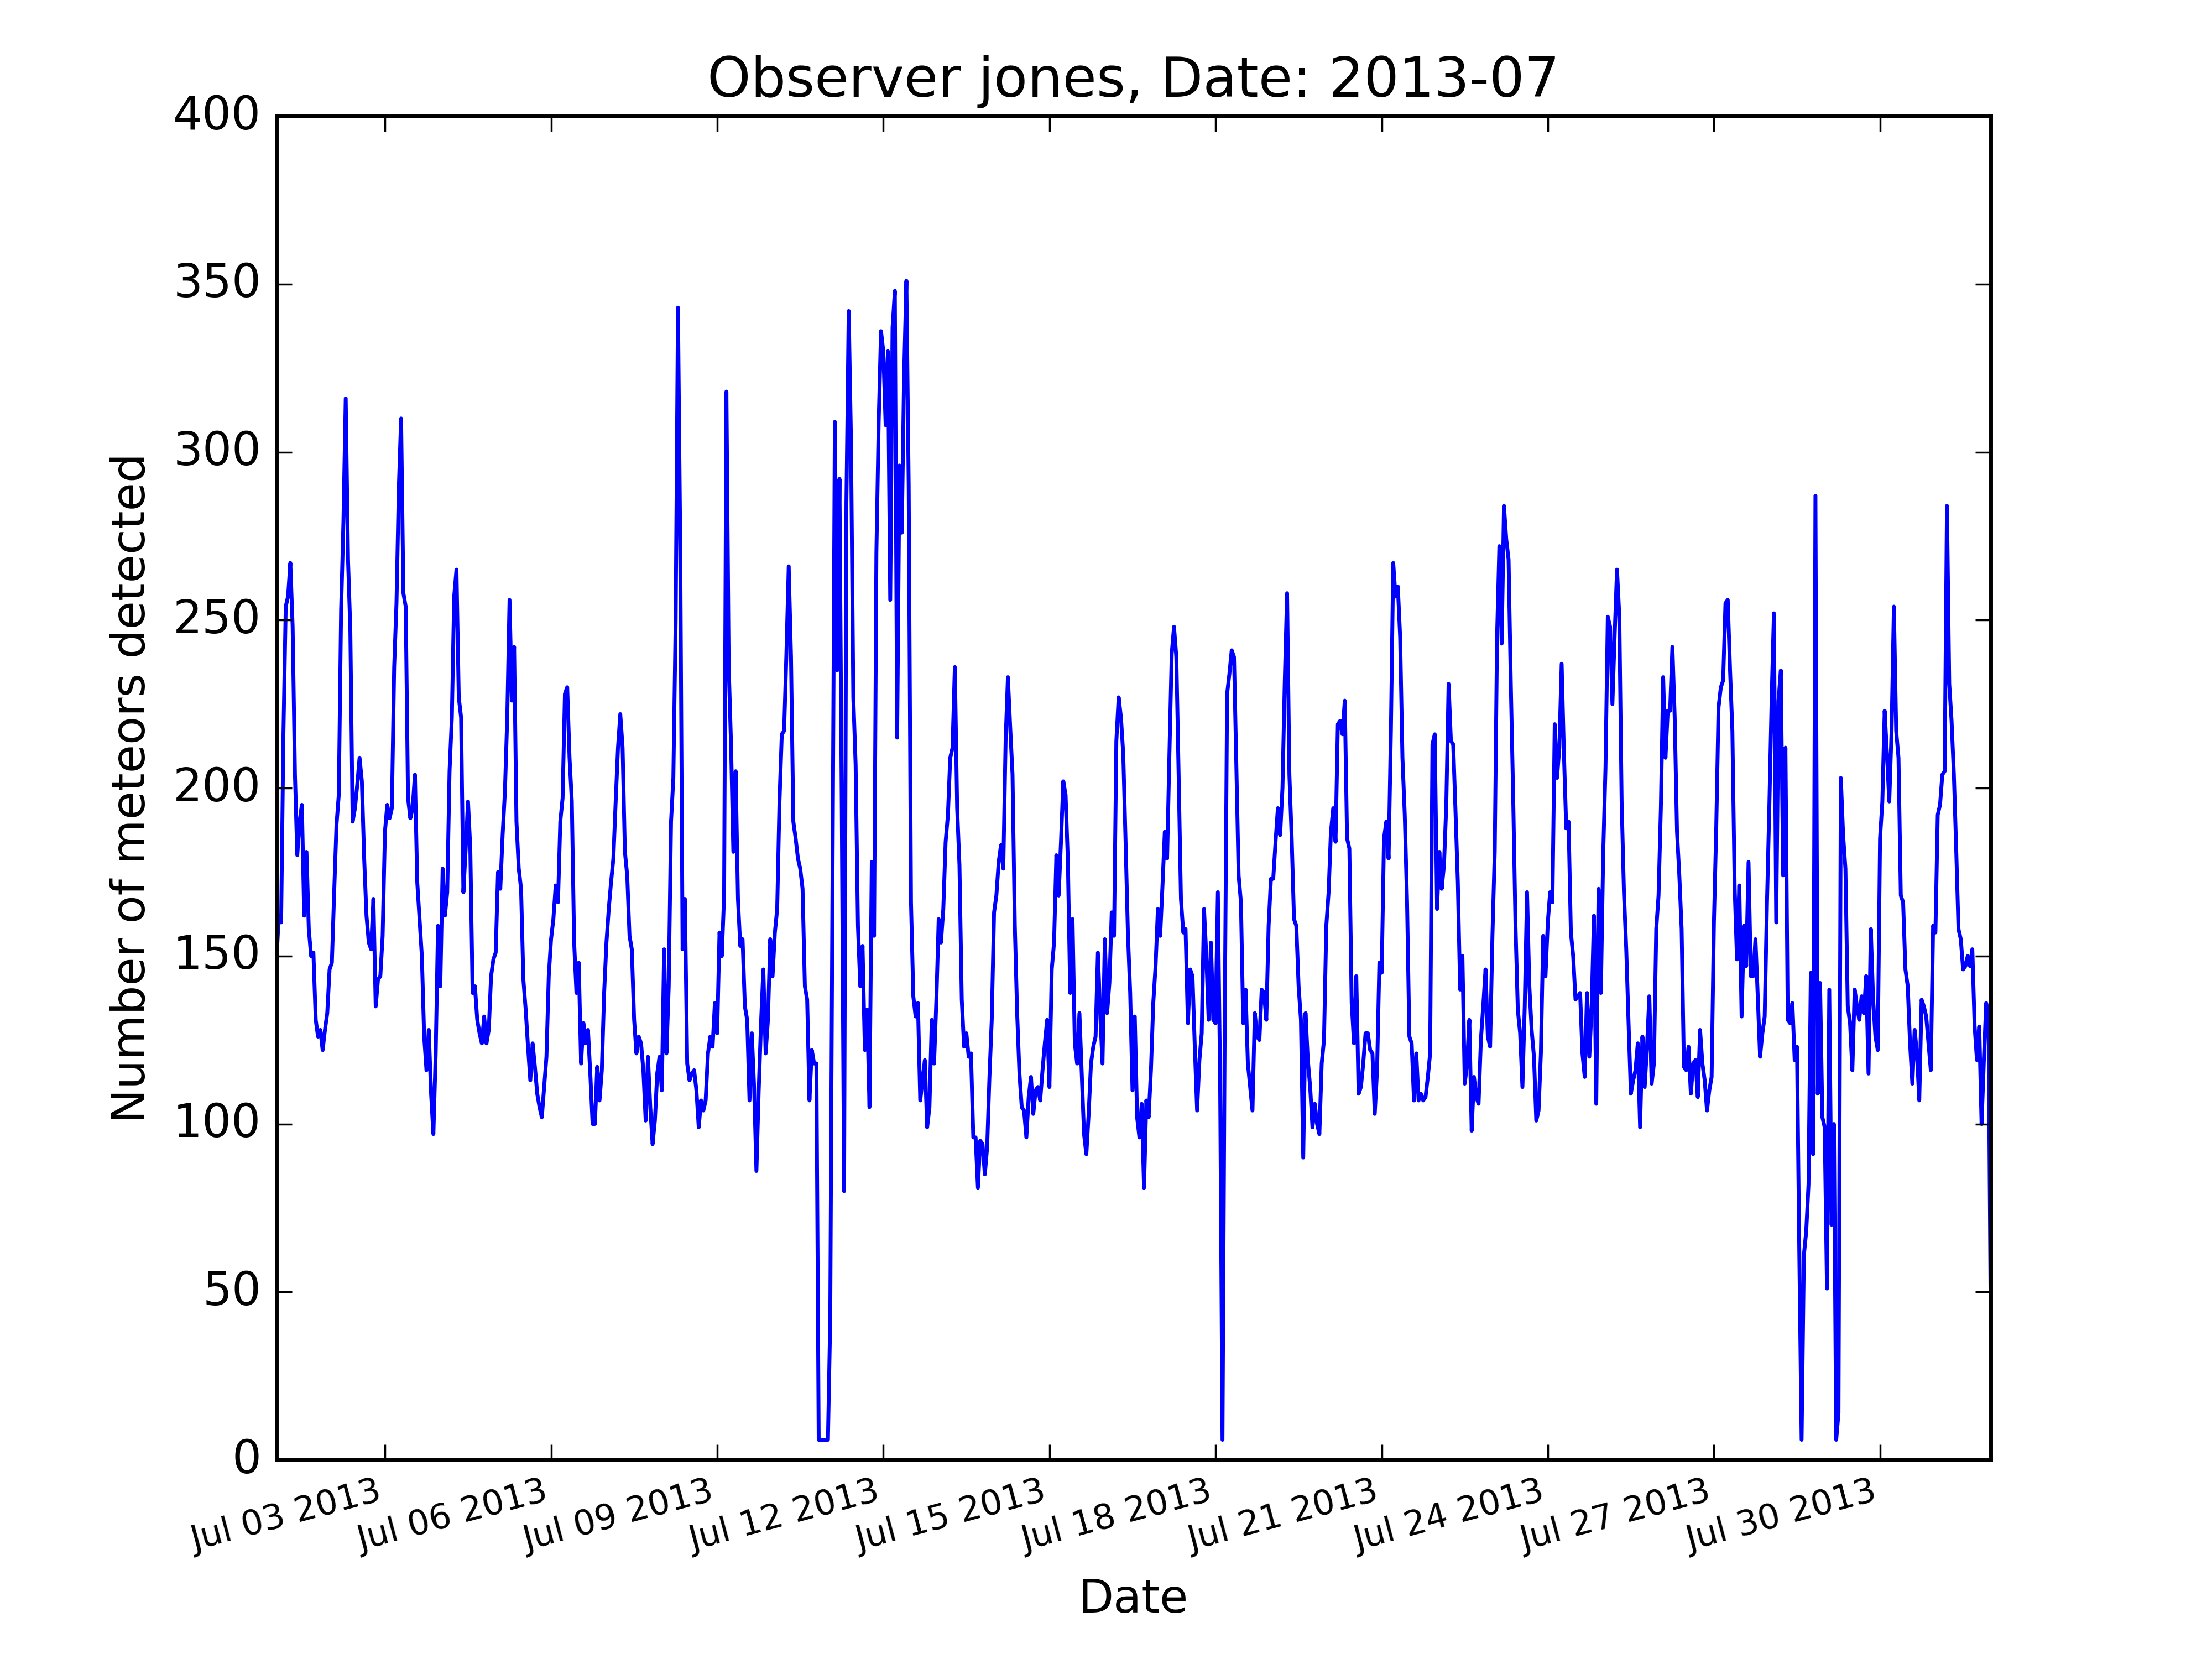 Observer jones, Date: 2013-07
400
350
300
250
200
150
100
50
0
Number of meteors detected
Jul 03 2013
Jul 06 2013
Jul 09 2013
Jul 12 2013
Jul 15 2013
Jul 18 2013
Jul 21 2013
Jul 24 2013
Jul 27 2013
Jul 30 2013
Date